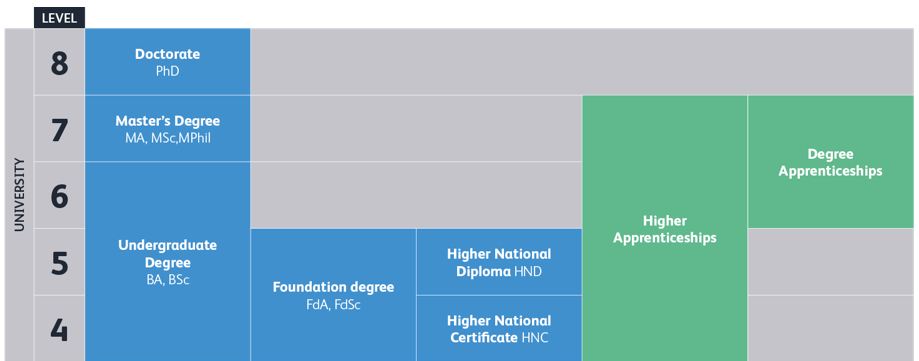 LEVEL
UNIVERSITY
8
Doctorate
PhD
7
Master's Degree
MA, MSc,MPhil
6
5
4
Undergraduate
Degree
BA, BSc
Foundation degree
FdA, FdSc
Higher National
Diploma HND
Higher National
Certificate HNC
Higher
Apprenticeships
Degree
Apprenticeships